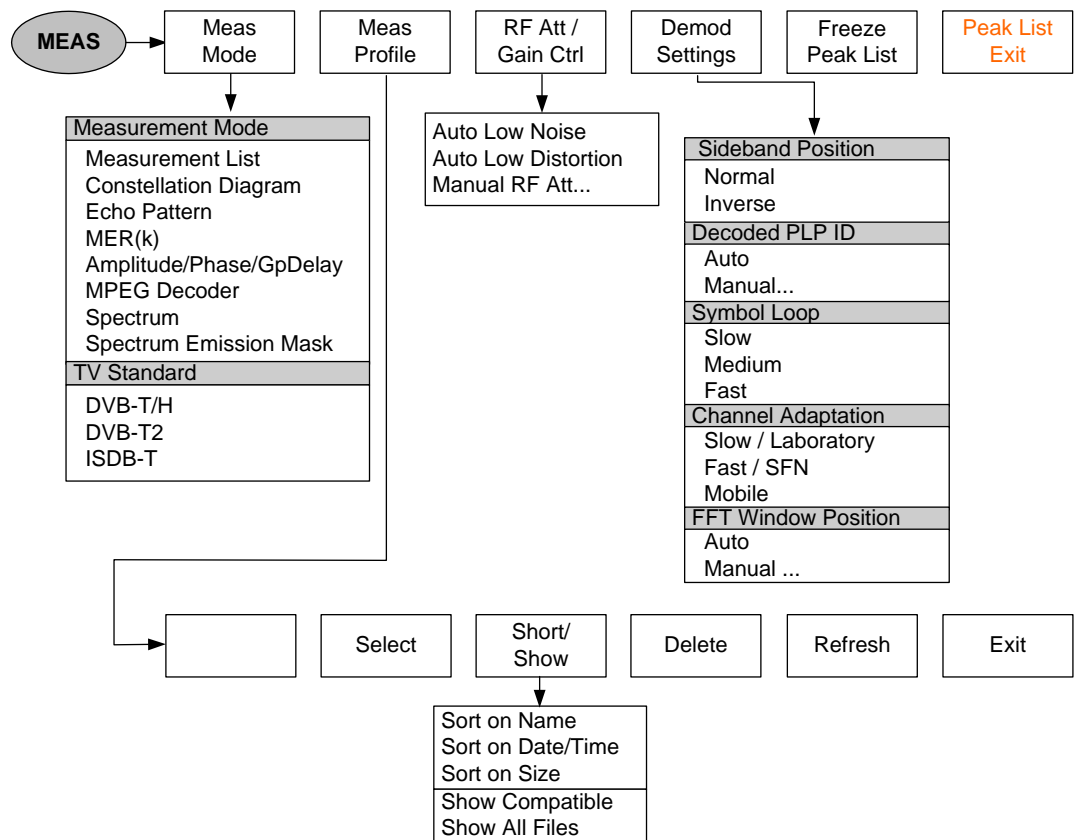 MEAS
Meas
Mode
Meas
Profile
RF Att /
Gain Ctrl
Demod
Settings
Freeze
Peak List
Peak List
Exit
Measurement Mode
Measurement List
Constellation Diagram
Echo Pattern
MER(k)
Amplitude/Phase/GpDelay
MPEG Decoder
Spectrum
Spectrum Emission Mask
TV Standard
DVB-T/H
DVB-T2
ISDB-T
Auto Low Noise
Auto Low Distortion
Manual RF Att...
Sideband Position
Normal
Inverse
Decoded PLP ID
Auto
Manual...
Symbol Loop
Slow
Medium
Fast
Channel Adaptation
Slow / Laboratory
Fast / SFN
Mobile
FFT Window Position
Auto
Manual ...
Select
Short/
Show
Delete
Refresh
Exit
Sort on Name
Sort on Date/Time
Sort on Size
Show Compatible
Show All Files